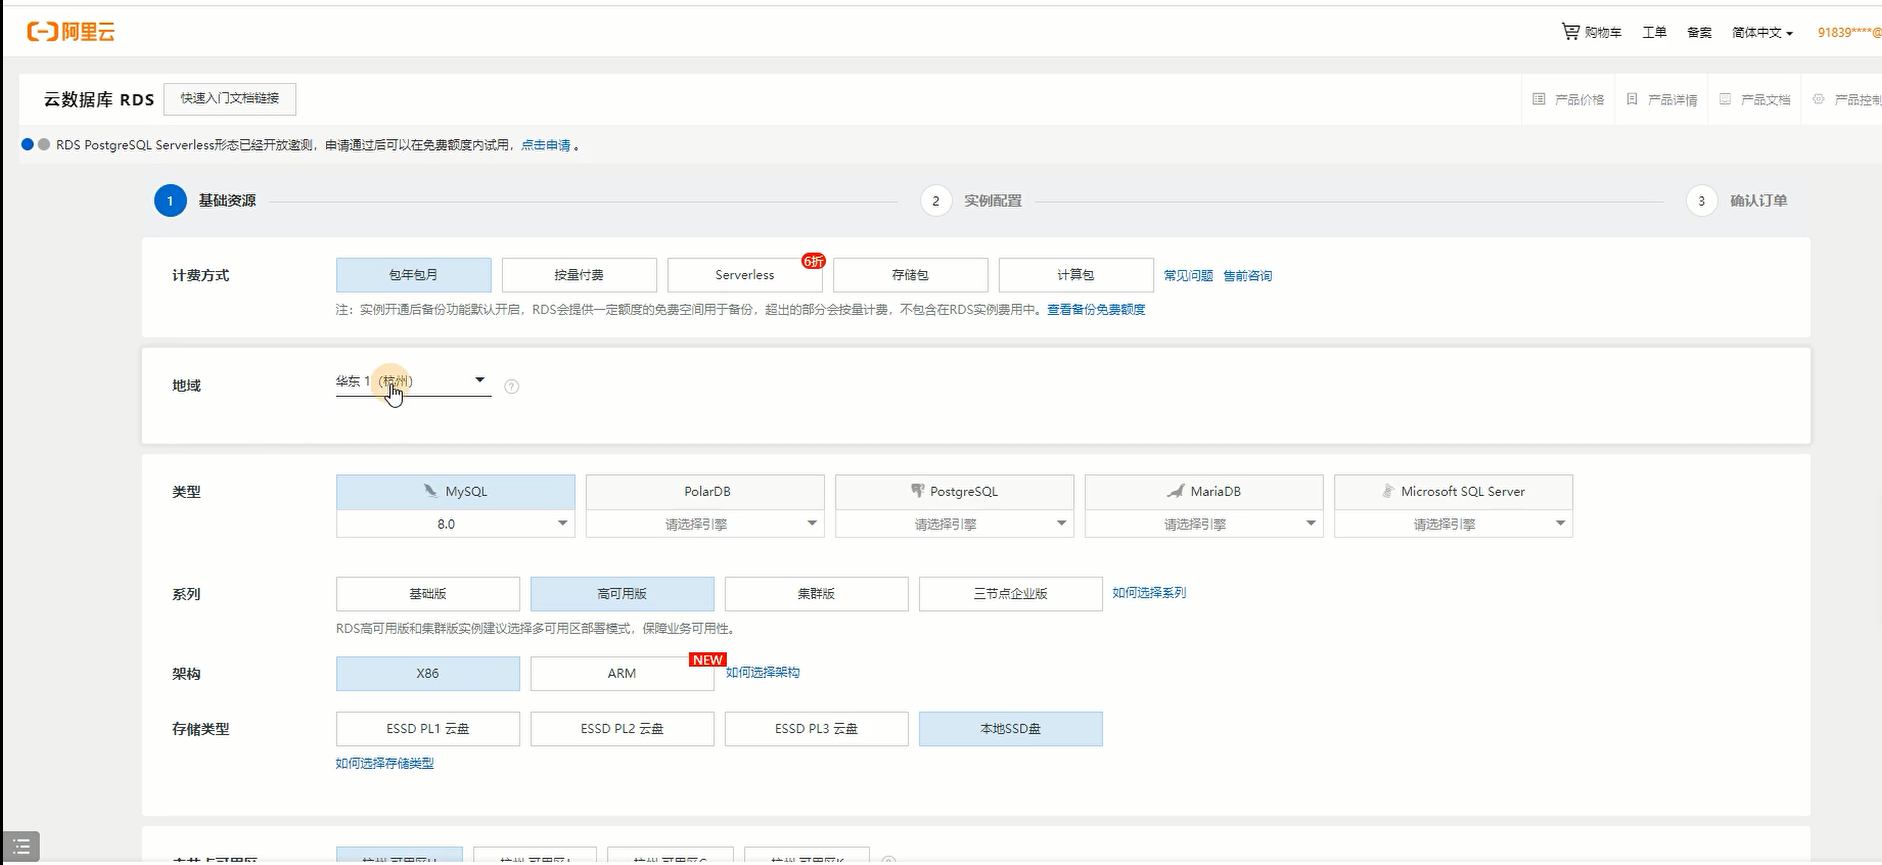 阿里云
购物车 工单 备案 简体中文 91839****@
云数据库 RDS 快速入门文档链接
产品价格 产品详情 产品文档 产品控制
RDS PostgreSQL Serverless形态已经开放邀测，申请通过后可以在免费额度内试用，点击申请 。
1 基础资源 2 实例配置 3 确认订单
计费方式 包年包月 按量付费 Serverless 6折 存储包 计算包 常见问题 售前咨询
注：实例开通后备份功能默认开启，RDS会提供一定额度的免费空间用于备份，超出的部分会按量计费，不包含在RDS实例费用中。查看备份免费额度
地域 华东 1 (杭州) ?
类型 MySQL PolarDB PostgreSQL MariaDB Microsoft SQL Server
8.0 请选择引擎 请选择引擎 请选择引擎 请选择引擎
系列 基础版 高可用版 集群版 三节点企业版 如何选择系列
RDS高可用版和集群版实例建议选择多可用区部署模式，保障业务可用性。
架构 X86 ARM NEW 如何选择架构
存储类型 ESSD PL1 云盘 ESSD PL2 云盘 ESSD PL3 云盘 本地SSD盘
如何选择存储类型